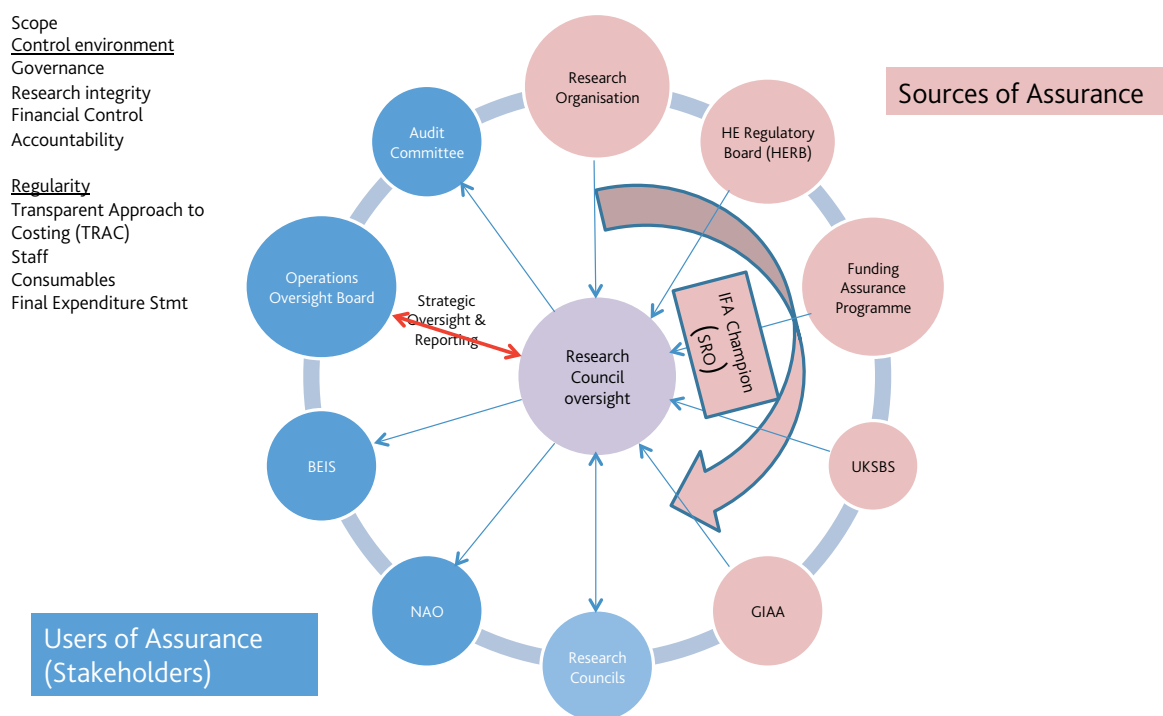 Scope
Control environment
Governance
Research integrity
Financial Control
Accountability
Regularity
Transparent Approach to
Costing (TRAC)
Staff
Consumables
Final Expenditure Stmt
Research
Organisation
Sources of Assurance
HE Regulatory
Board (HERB)
Audit
Committee
Funding
Assurance
Programme
Operations
Oversight Board
Strategic
Oversight &
Reporting
IFA Champion
(SRO)
Research
Council
oversight
BEIS
UKSBS
NAO
GIAA
Research
Councils
Users of Assurance
(Stakeholders)